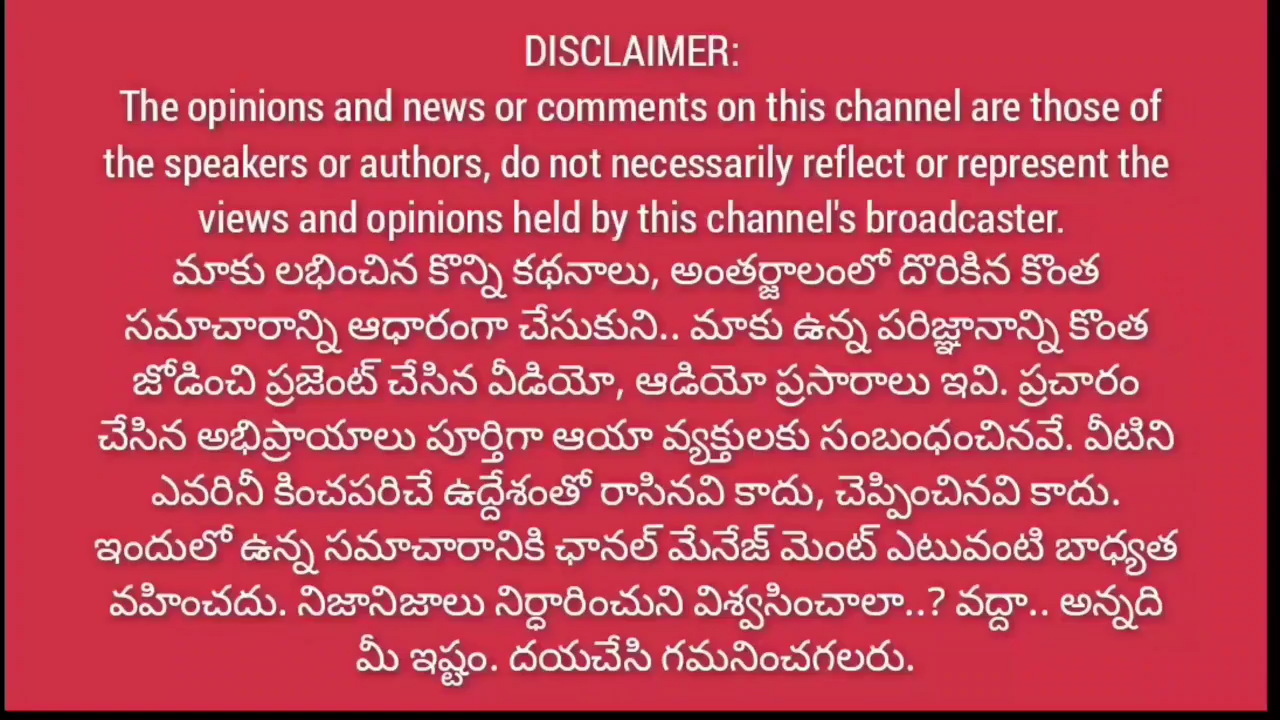 DISCLAIMER:
The opinions and news or comments on this channel are those of
the speakers or authors, do not necessarily reflect or represent the
views and opinions held by this channel's broadcaster.
మాకు లభించిన కొన్ని కథనాలు, అంతర్జాలంలో దొరికిన కొంత
సమాచారాన్ని ఆధారంగా చేసుకుని.. మాకు ఉన్న పరిజ్ఞానాన్ని కొంత
జోడించి ప్రజెంట్ చేసిన వీడియో, ఆడియో ప్రసారాలు ఇవి. ప్రచారం
చేసిన అభిప్రాయాలు పూర్తిగా ఆయా వ్యక్తులకు సంబంధంచినవే. వీటిని
ఎవరినీ కించపరిచే ఉద్దేశంతో రాసినవి కాదు, చెప్పించినవి కాదు.
ఇందులో ఉన్న సమాచారానికి ఛానల్ మేనేజ్ మెంట్ ఎటువంటి బాధ్యత
వహించదు. నిజానిజాలు నిర్ధారించుని విశ్వసించాలా..? వద్దా.. అన్నది
మీ ఇష్టం. దయచేసి గమనించగలరు.